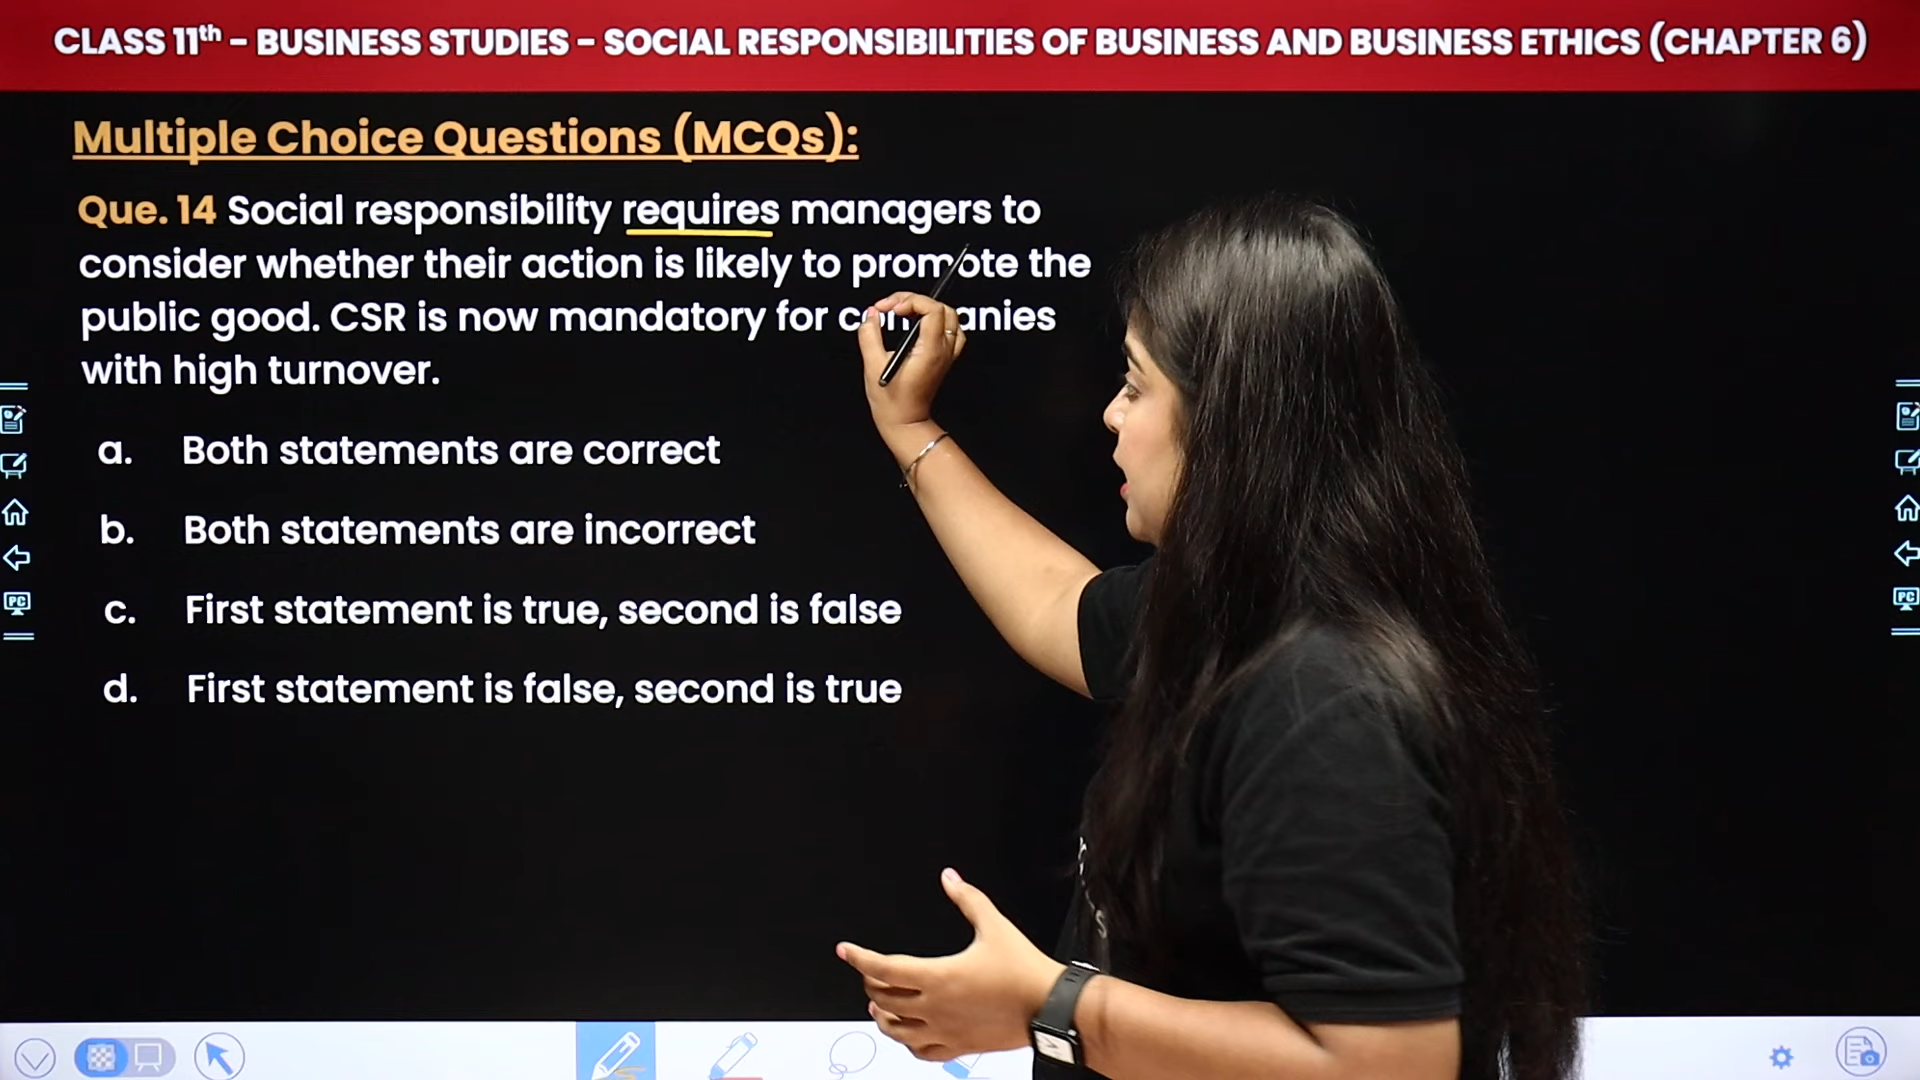 CLASS 11th - BUSINESS STUDIES - SOCIAL RESPONSIBILITIES OF BUSINESS AND BUSINESS ETHICS (CHAPTER 6)
Multiple Choice Questions (MCQs):
Que. 14 Social responsibility requires managers to
consider whether their action is likely to promote the
public good. CSR is now mandatory for companies
with high turnover.
a. Both statements are correct
b. Both statements are incorrect
c. First statement is true, second is false
d. First statement is false, second is true
PC
PC